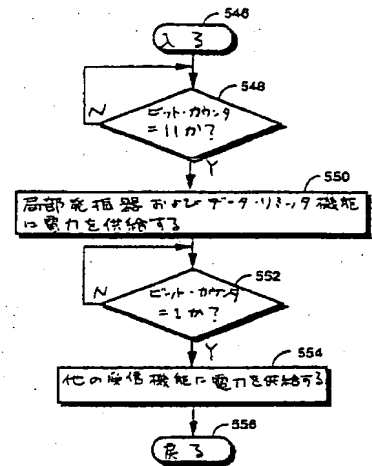 546
入る
548
ビット・カウンタ
=11か?
N
Y
550
局部発振器およびデータ・リミッタ機能
に電力を供給する
552
ビット・カウンタ
=1か?
N
Y
554
他の受信機能に電力を供給する
556
戻る